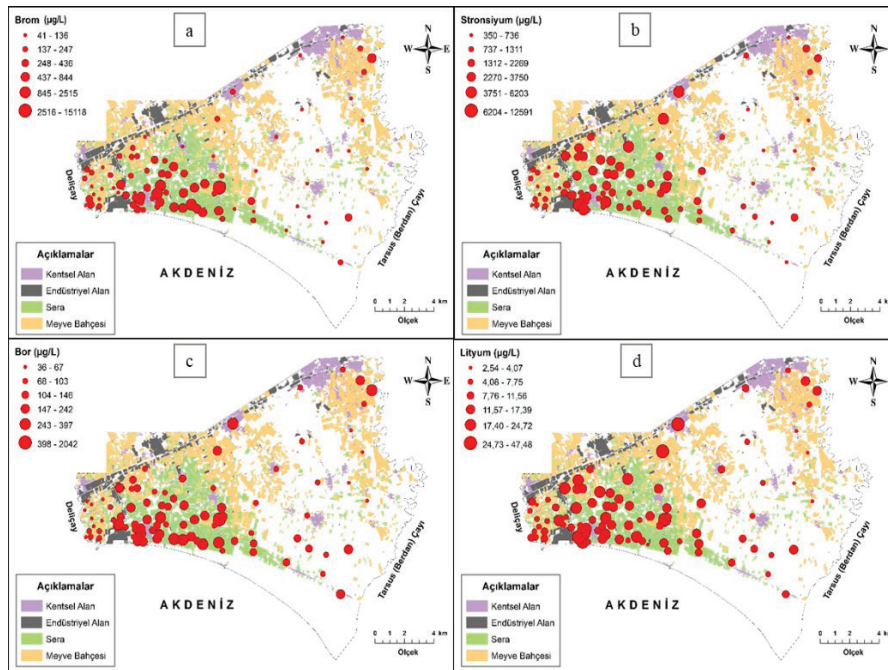 Brom (µg/L)
41 - 136
137 - 247
248 - 436
437 - 844
845 - 2515
2516 - 15118
a
N
W E
S
Deliçay
Tarsus (Berdan) Çayı
AKDENİZ
Açıklamalar
Kentsel Alan
Endüstriyel Alan
Sera
Meyve Bahçesi
0 1 2 4 km
Ölçek
Stronsiyum (µg/L)
350 - 736
737 - 1311
1312 - 2269
2270 - 3750
3751 - 6203
6204 - 12591
b
N
W E
S
Deliçay
Tarsus (Berdan) Çayı
AKDENİZ
Açıklamalar
Kentsel Alan
Endüstriyel Alan
Sera
Meyve Bahçesi
0 1 2 4 km
Ölçek
Bor (µg/L)
36 - 67
68 - 103
104 - 146
147 - 242
243 - 397
398 - 2042
c
N
W E
S
Deliçay
Tarsus (Berdan) Çayı
AKDENİZ
Açıklamalar
Kentsel Alan
Endüstriyel Alan
Sera
Meyve Bahçesi
0 1 2 4 km
Ölçek
Lityum (µg/L)
2,54 - 4,07
4,08 - 7,75
7,76 - 11,56
11,57 - 17,39
17,40 - 24,72
24,73 - 47,48
d
N
W E
S
Deliçay
Tarsus (Berdan) Çayı
AKDENİZ
Açıklamalar
Kentsel Alan
Endüstriyel Alan
Sera
Meyve Bahçesi
0 1 2 4 km
Ölçek